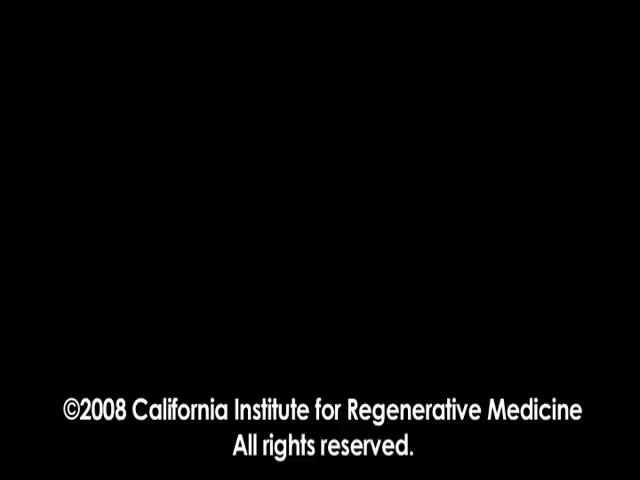 ©2008 California Institute for Regenerative Medicine
All rights reserved.